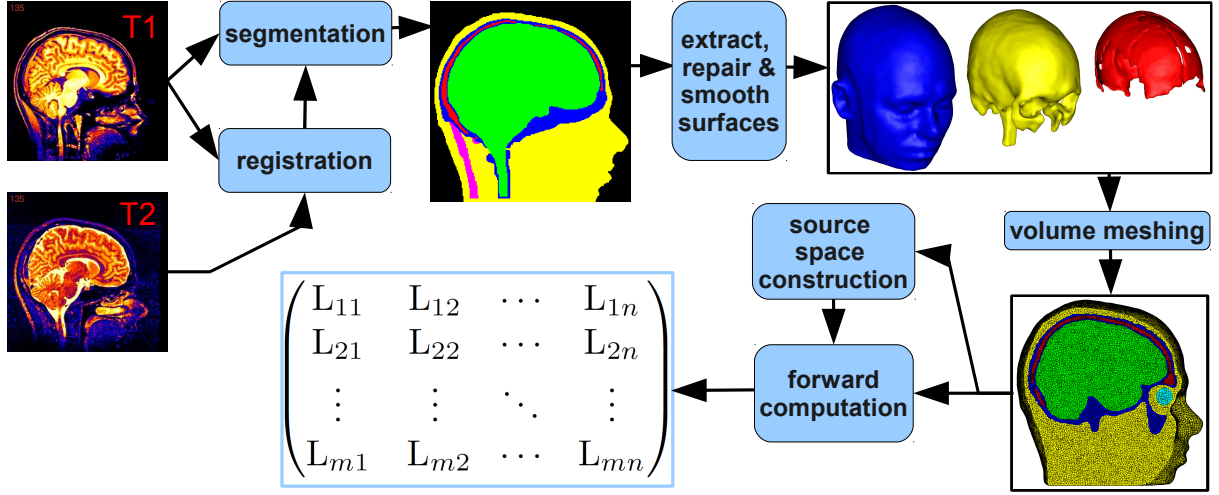 135
T1
segmentation
registration
135
T2
extract,
repair &
smooth
surfaces
volume meshing
source
space
construction
forward
computation
L11 L12 ⋯ L1n
L21 L22 ⋯ L2n
⋮ ⋮ ⋱ ⋮
Lm1 Lm2 ⋯ Lmn